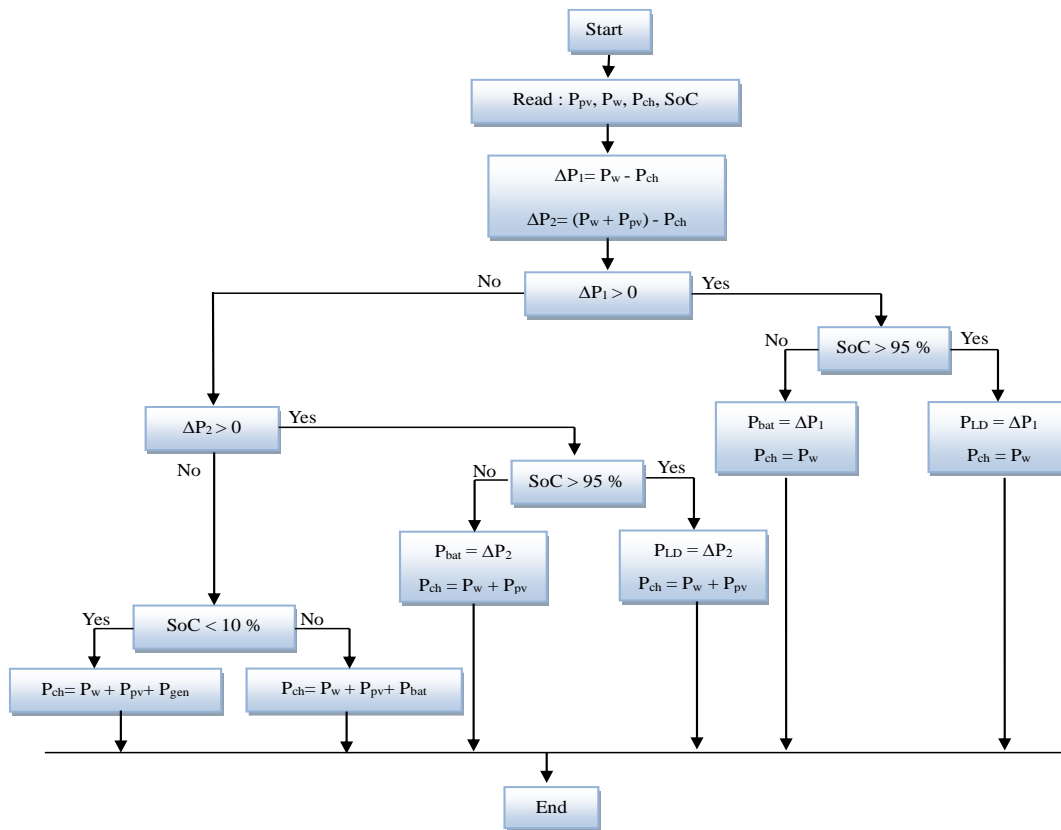 Start
Read : Ppv, Pw, Pch, SoC
ΔP1= Pw - Pch
ΔP2= (Pw + Ppv) - Pch
No
ΔP1 > 0
Yes
No
SoC > 95 %
Yes
Pbat = ΔP1
Pch = Pw
PLD = ΔP1
Pch = Pw
ΔP2 > 0
Yes
No
No
SoC > 95 %
Yes
Pbat = ΔP2
Pch = Pw + Ppv
PLD = ΔP2
Pch = Pw + Ppv
Yes
SoC < 10 %
No
Pch= Pw + Ppv+ Pgen
Pch= Pw + Ppv+ Pbat
End